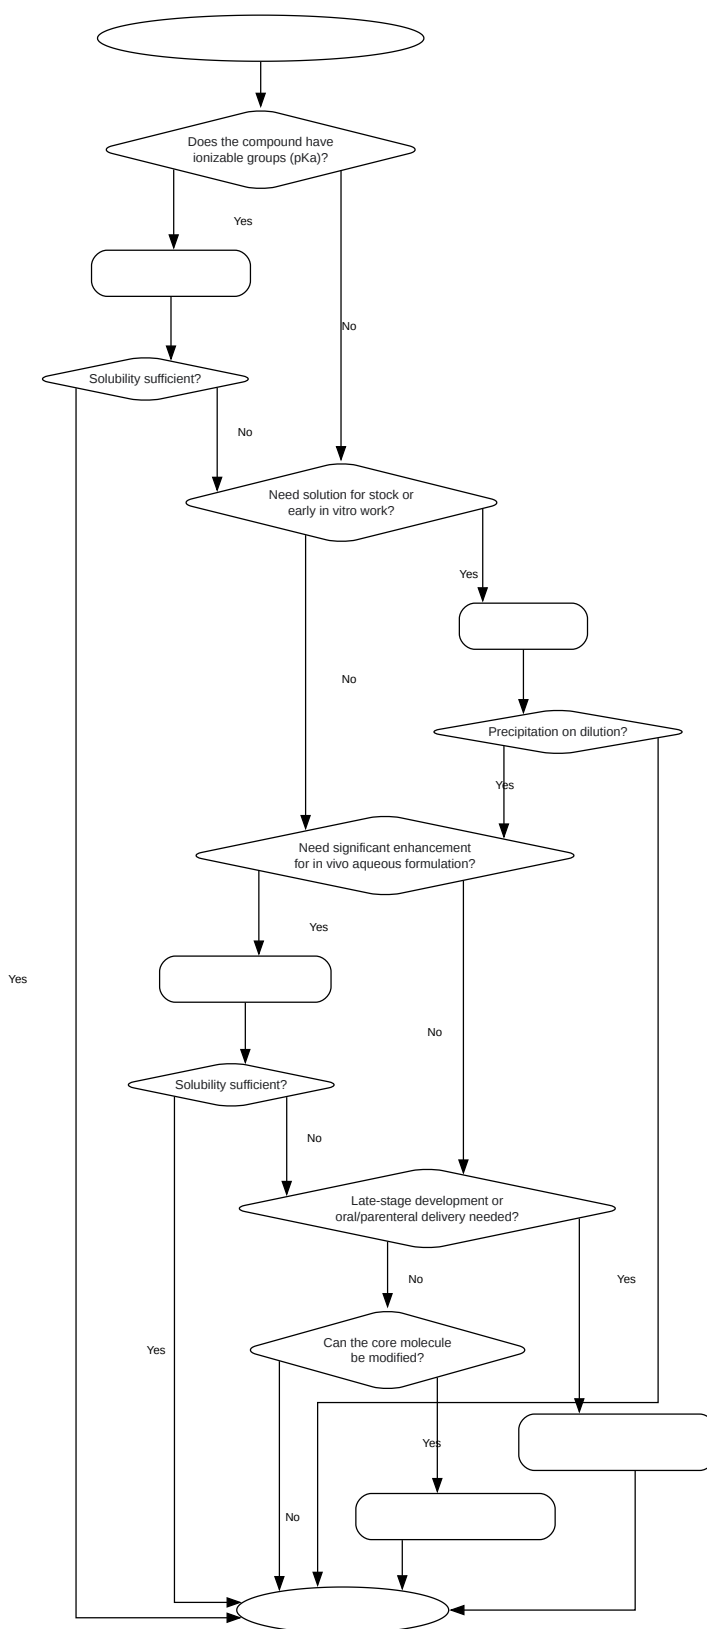 Does the compound have
ionizable groups (pKa)?
Yes
No
Solubility sufficient?
No
Need solution for stock or
early in vitro work?
Yes
No
Precipitation on dilution?
Yes
Need significant enhancement
for in vivo aqueous formulation?
Yes
Yes
No
Solubility sufficient?
No
Late-stage development or
oral/parenteral delivery needed?
No
Yes
Can the core molecule
be modified?
Yes
Yes
No